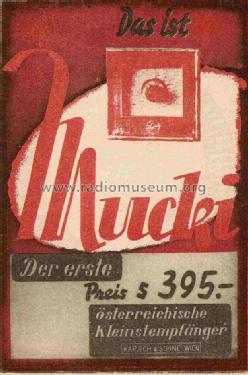 Das ist
Mucki
© www.radiomuseum.org
Der erste
Preis S 395.-
österreichische
Kleinstempfänger
KAPSCH & SÖHNE WIEN